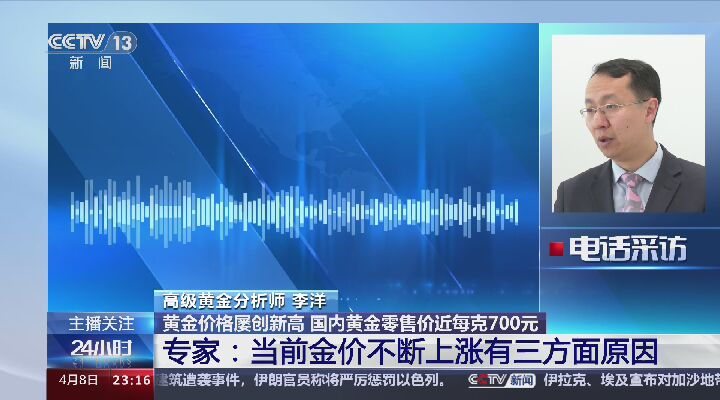 CCTV 13
新闻
电话采访
高级黄金分析师 李洋
主播关注
黄金价格屡创新高 国内黄金零售价近每克700元
24小时
专家：当前金价不断上涨有三方面原因
4月8日 23:16 建筑遭袭事件，伊朗官员称将严厉惩罚以色列。 CCTV 新闻 伊拉克、埃及宣布对加沙地带